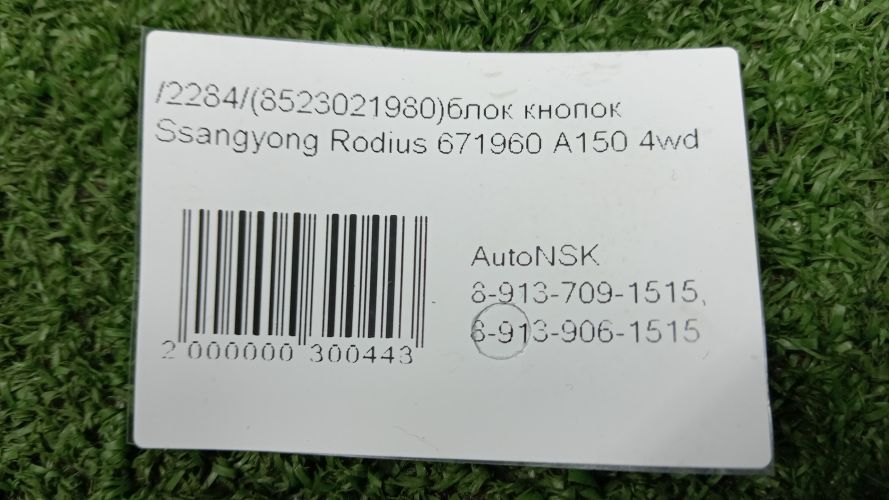 /2284/(8523021980)блок кнопок
Ssangyong Rodius 671960 A150 4wd
AutoNSK
8-913-709-1515,
8-913-906-1515
2 000000 300443